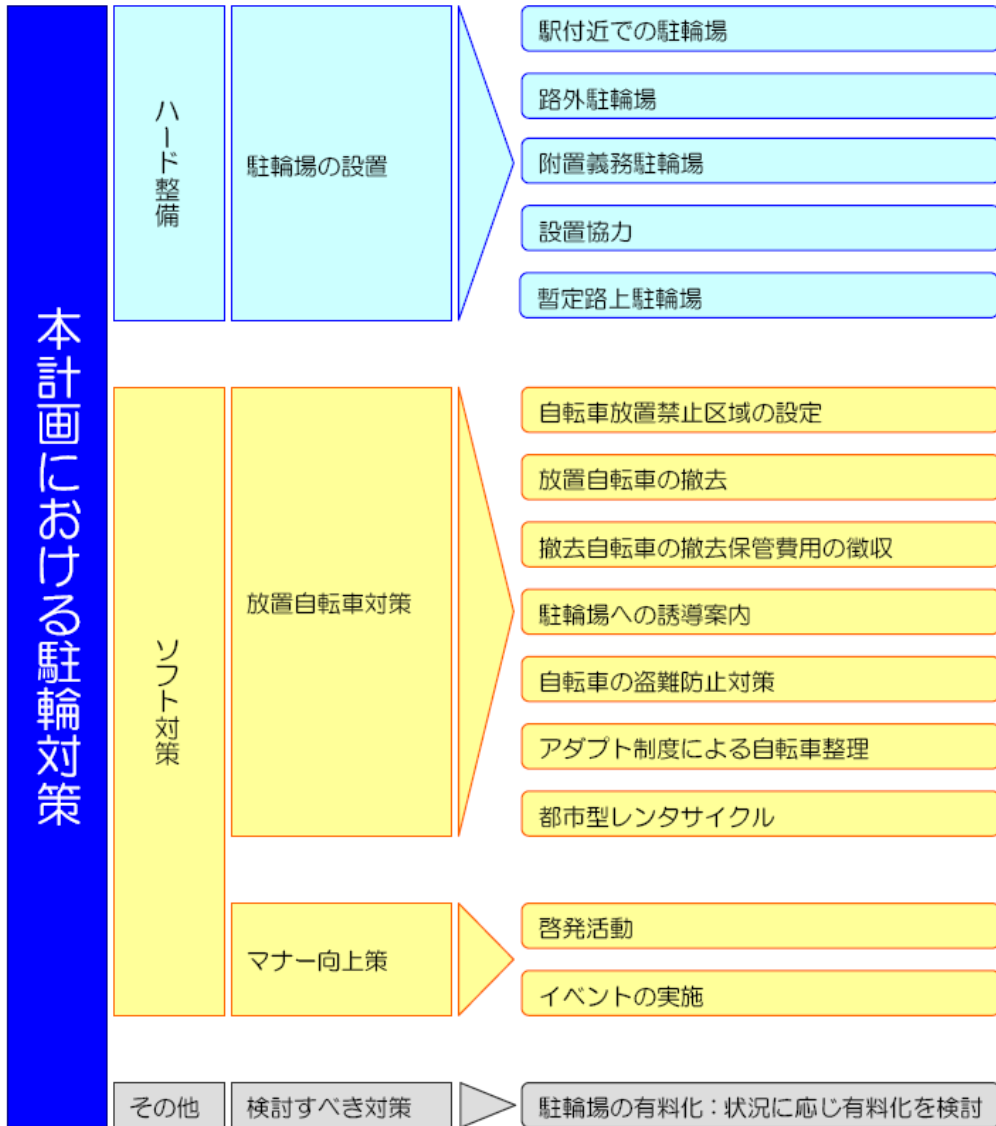 本計画における駐輪対策
ハード整備
駐輪場の設置
駅付近での駐輪場
路外駐輪場
附置義務駐輪場
設置協力
暫定路上駐輪場
ソフト対策
放置自転車対策
自転車放置禁止区域の設定
放置自転車の撤去
撤去自転車の撤去保管費用の徴収
駐輪場への誘導案内
自転車の盗難防止対策
アダプト制度による自転車整理
都市型レンタサイクル
マナー向上策
啓発活動
イベントの実施
その他
検討すべき対策
駐輪場の有料化：状況に応じ有料化を検討